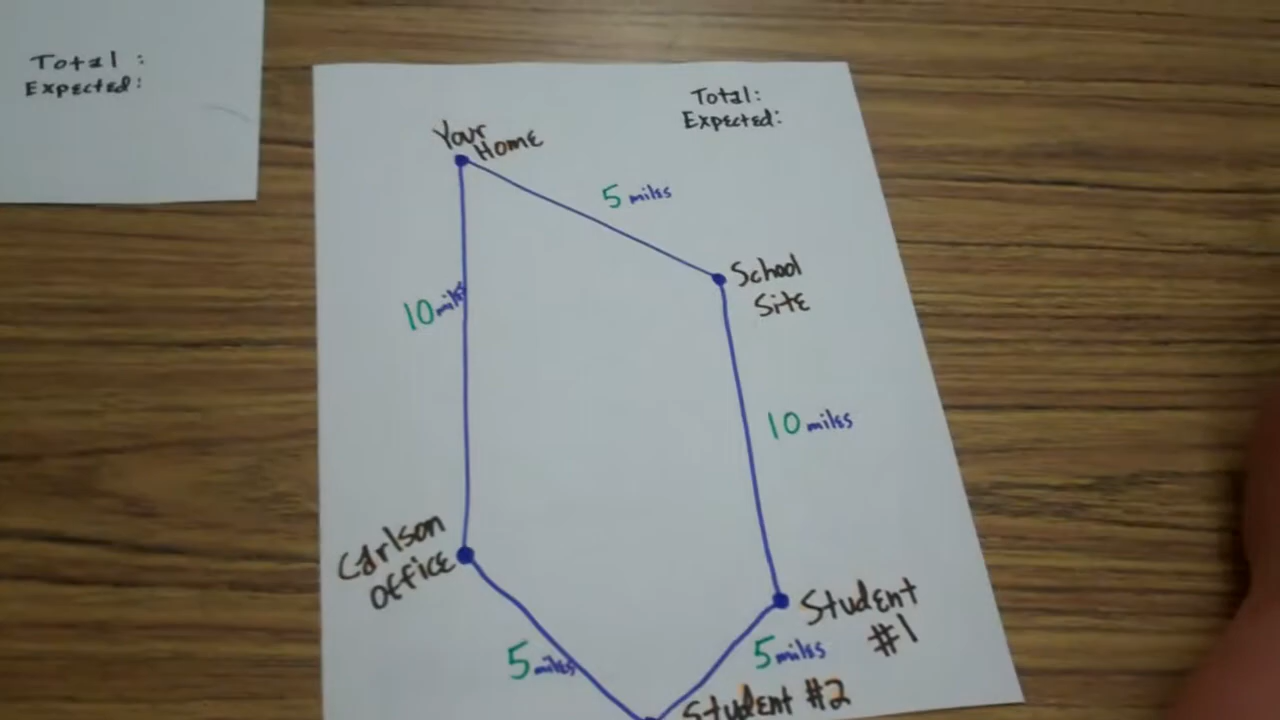 Total :
Expected:
Total:
Expected:
Your
Home
5 miles
School
Site
10 miles
10 miles
Carlson
office
Student
#1
5 miles
5 miles
Student #2